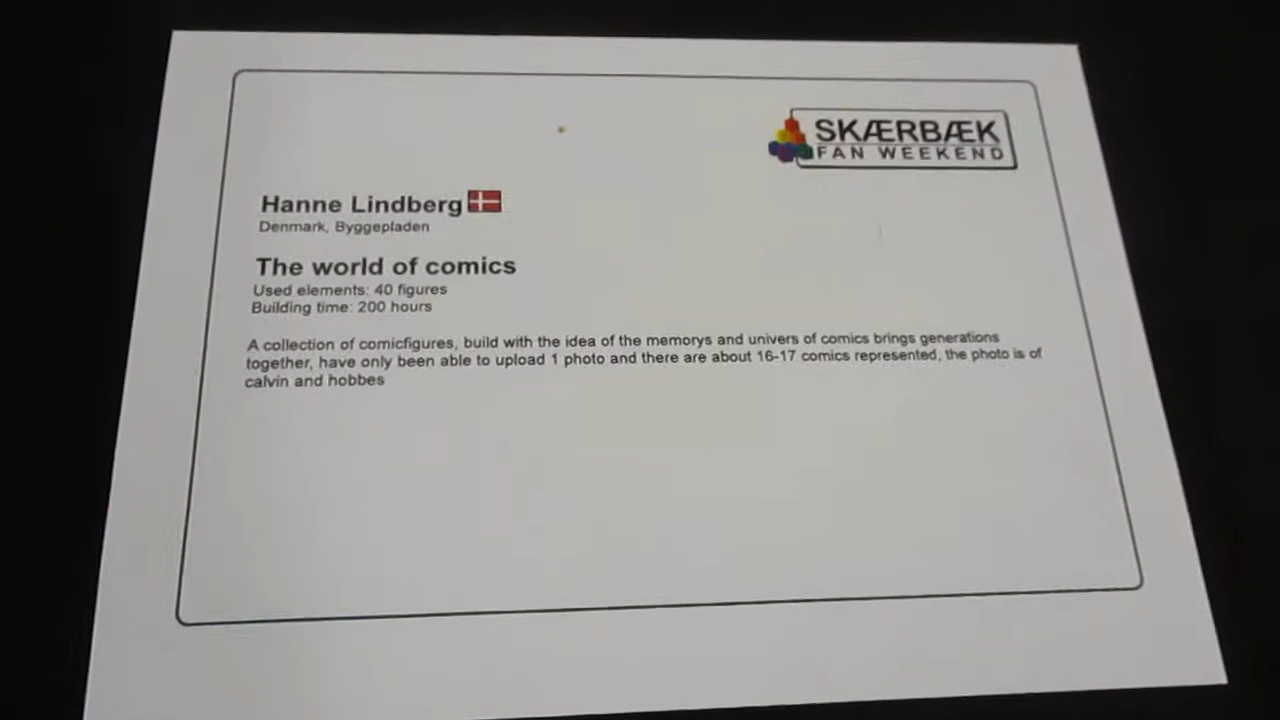 SKÆRBÆK
FAN WEEKEND
Hanne Lindberg
Denmark, Byggepladen
The world of comics
Used elements: 40 figures
Building time: 200 hours
A collection of comicfigures, build with the idea of the memorys and univers of comics brings generations
together, have only been able to upload 1 photo and there are about 16-17 comics represented, the photo is of
calvin and hobbes